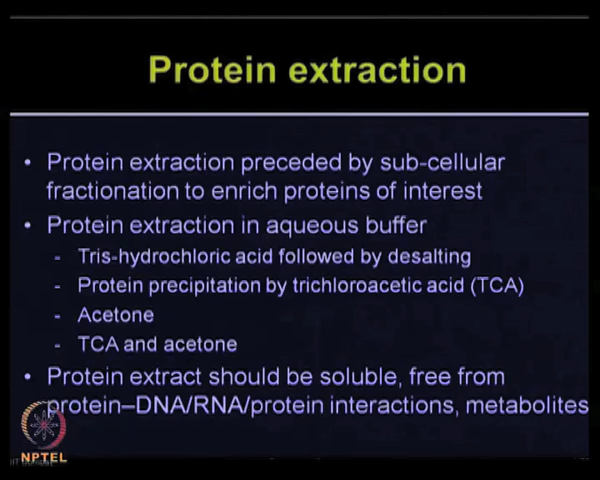 Protein extraction
• Protein extraction preceded by sub-cellular
fractionation to enrich proteins of interest
• Protein extraction in aqueous buffer
- Tris-hydrochloric acid followed by desalting
- Protein precipitation by trichloroacetic acid (TCA)
- Acetone
- TCA and acetone
• Protein extract should be soluble, free from
protein–DNA/RNA/protein interactions, metabolites
NPTEL